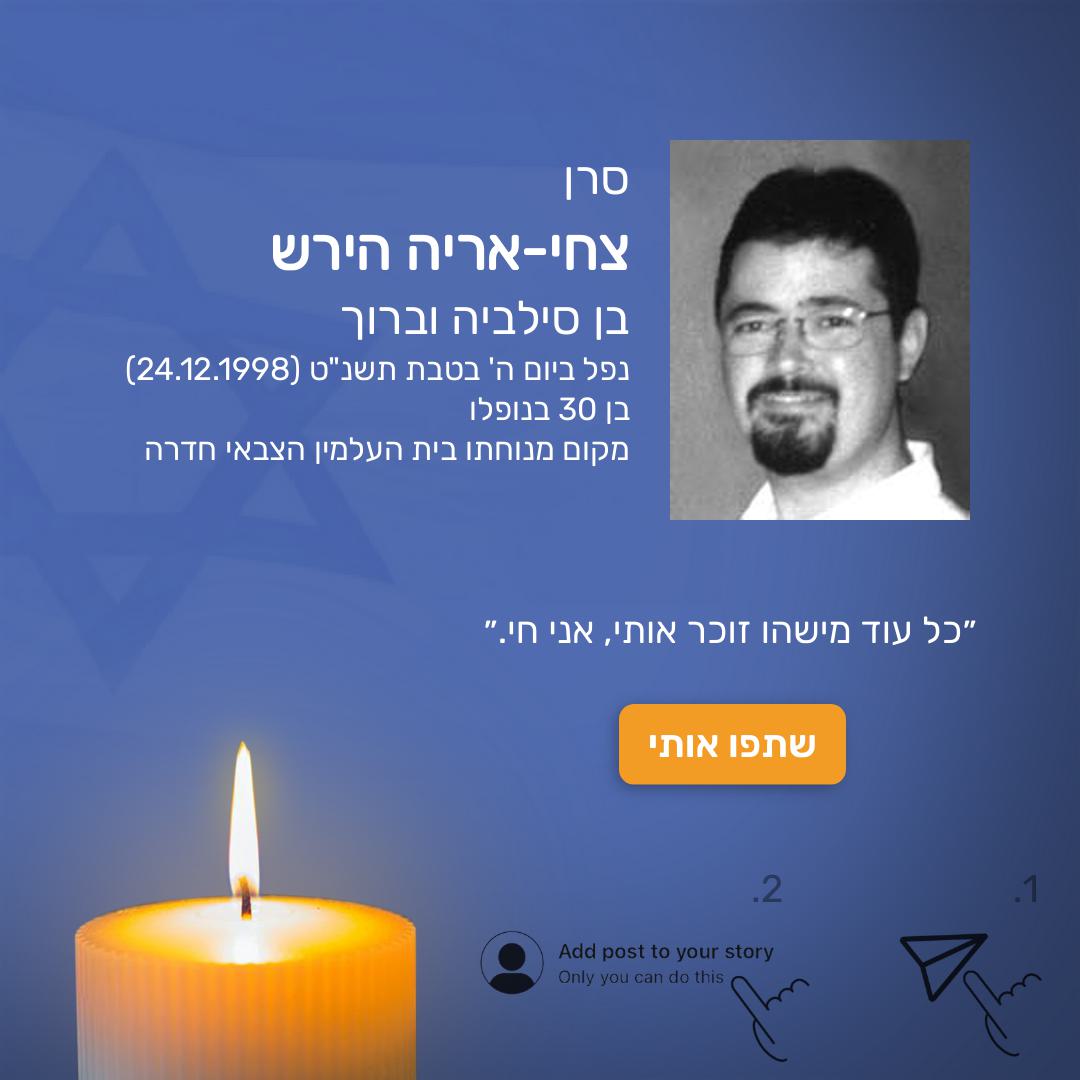 סרן
צחי-אריה הירש
בן סילביה וברוך
נפל ביום ה' בטבת תשנ"ט (24.12.1998)
בן 30 בנופלו
מקום מנוחתו בית העלמין הצבאי חדרה
״כל עוד מישהו זוכר אותי, אני חי.״
שתפו אותי
1.
2.
Add post to your story
Only you can do this